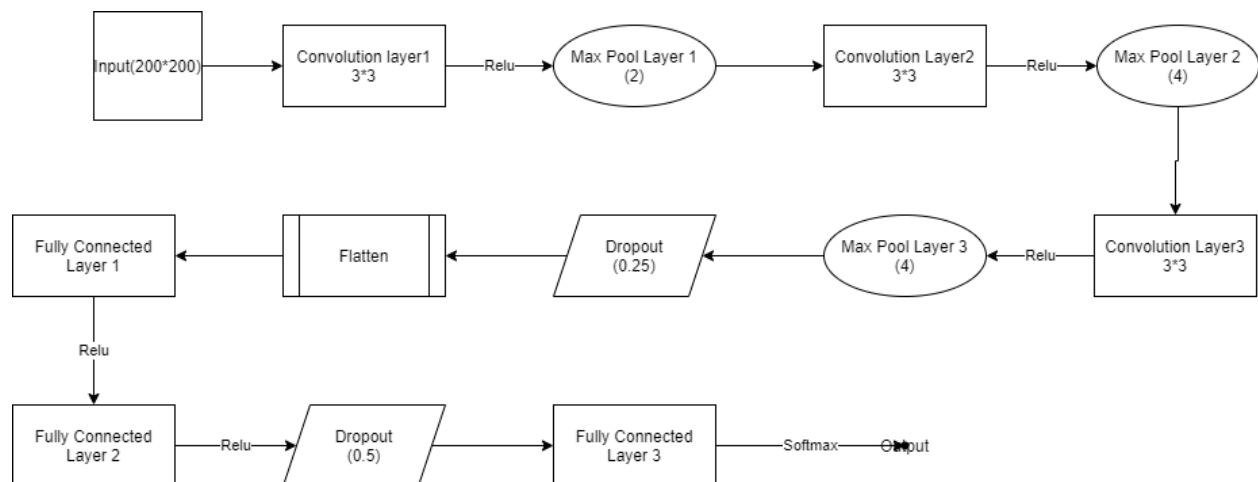 Input(200*200)
Convolution layer1
3*3
Relu
Max Pool Layer 1
(2)
Convolution Layer2
3*3
Relu
Max Pool Layer 2
(4)
Convolution Layer3
3*3
Relu
Max Pool Layer 3
(4)
Dropout
(0.25)
Flatten
Fully Connected
Layer 1
Relu
Fully Connected
Layer 2
Relu
Dropout
(0.5)
Fully Connected
Layer 3
Softmax
Output